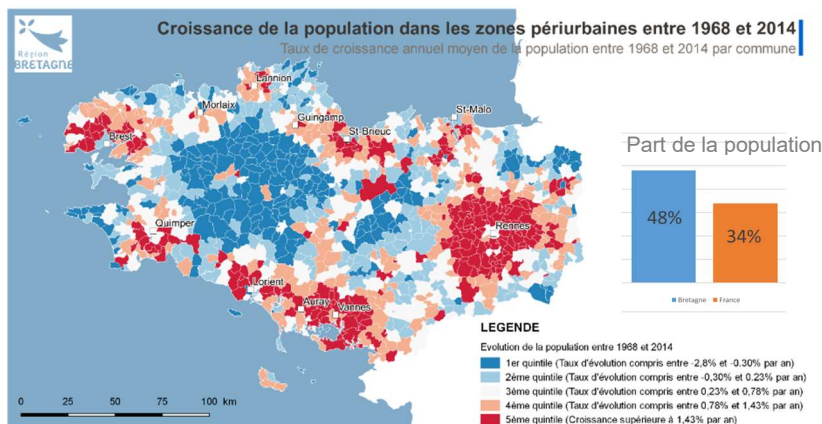 Croissance de la population dans les zones périurbaines entre 1968 et 2014
Taux de croissance annuel moyen de la population entre 1968 et 2014 par commune
Région
BRETAGNE
Lannion
Morlaix
Guingamp
St-Malo
St-Brieuc
Brest
Quimper
Rennes
Lorient
Auray
Vannes
Part de la population
48%
34%
Bretagne
France
LEGENDE
Evolution de la population entre 1968 et 2014
1er quintile (Taux d'évolution compris entre -2,8% et -0.30% par an)
2ème quintile (Taux d'évolution compris entre -0,30% et 0.23% par an)
3ème quintile (Taux d'évolution compris entre 0,23% et 0,78% par an)
4ème quintile (Taux d'évolution compris entre 0,78% et 1,43% par an)
5ème quintile (Croissance supérieure à 1,43% par an)
0 25 50 75 100 km